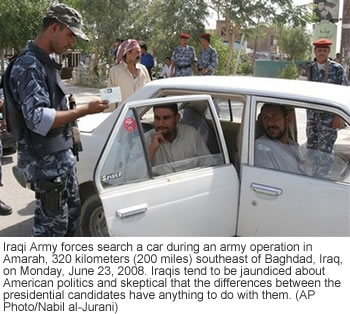 Iraqi Army forces search a car during an army operation in
Amarah, 320 kilometers (200 miles) southeast of Baghdad, Iraq,
on Monday, June 23, 2008. Iraqis tend to be jaundiced about
American politics and skeptical that the differences between the
presidential candidates have anything to do with them. (AP
Photo/Nabil al-Jurani)